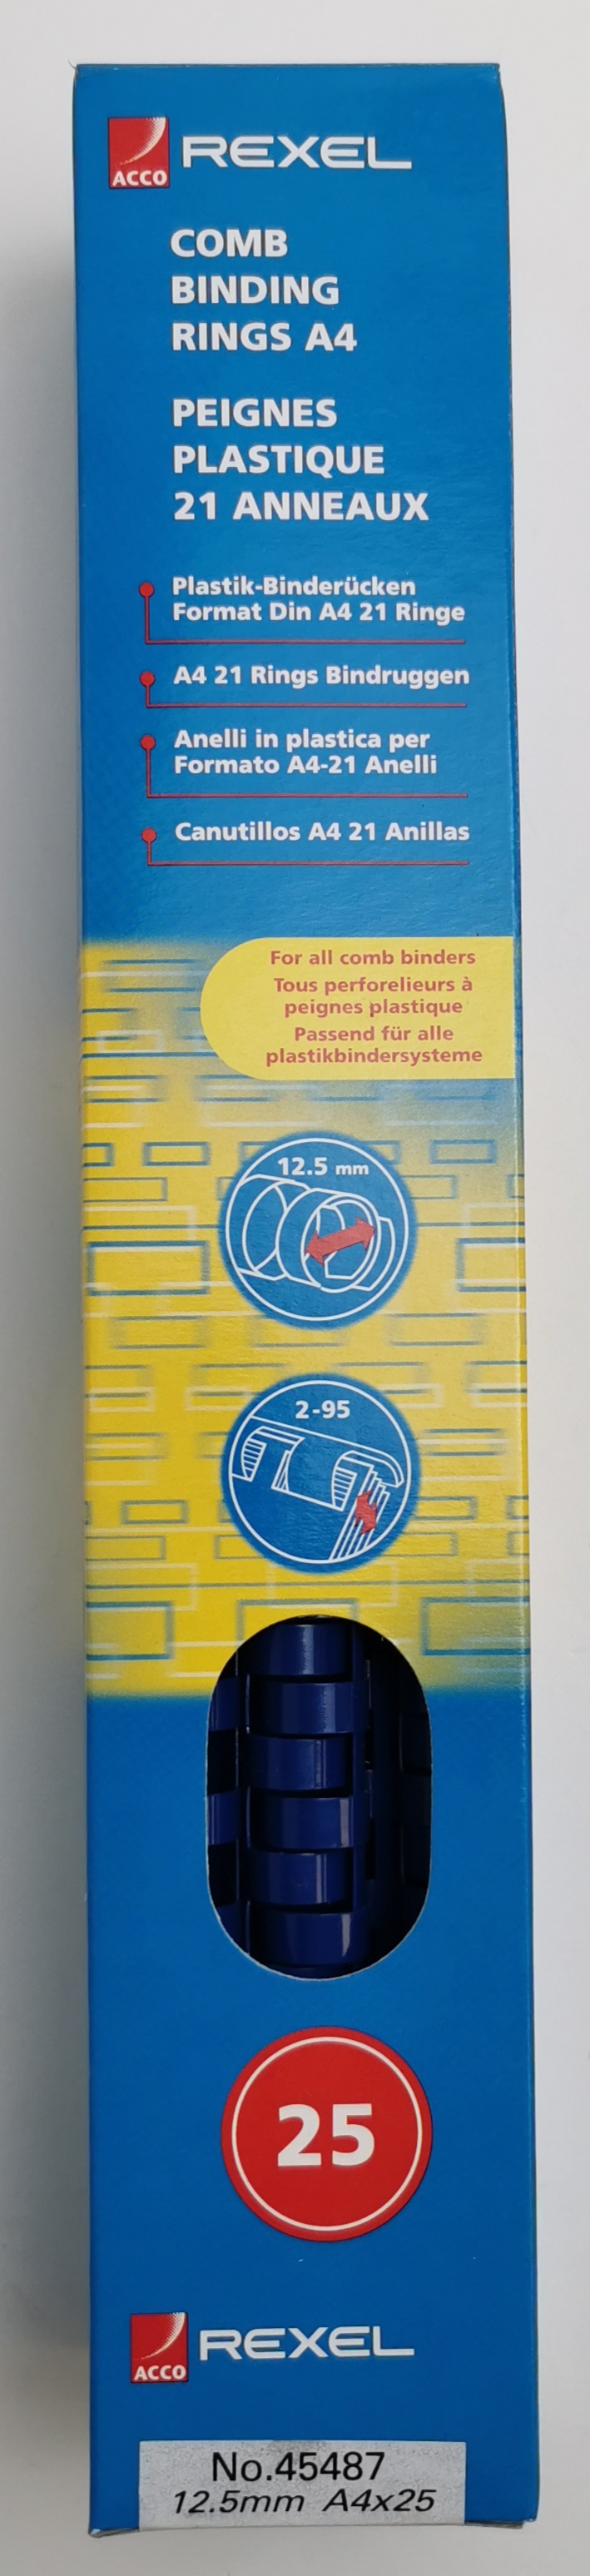 ACCO REXEL
COMB
BINDING
RINGS A4
PEIGNES
PLASTIQUE
21 ANNEAUX
Plastik-Binderücken
Format Din A4 21 Ringe
A4 21 Rings Bindruggen
Anelli in plastica per
Formato A4-21 Anelli
Canutillos A4 21 Anillas
For all comb binders
Tous perforelieurs à
peignes plastique
Passend für alle
plastikbindersysteme
12.5 mm
2-95
25
ACCO REXEL
No.45487
12.5mm A4x25